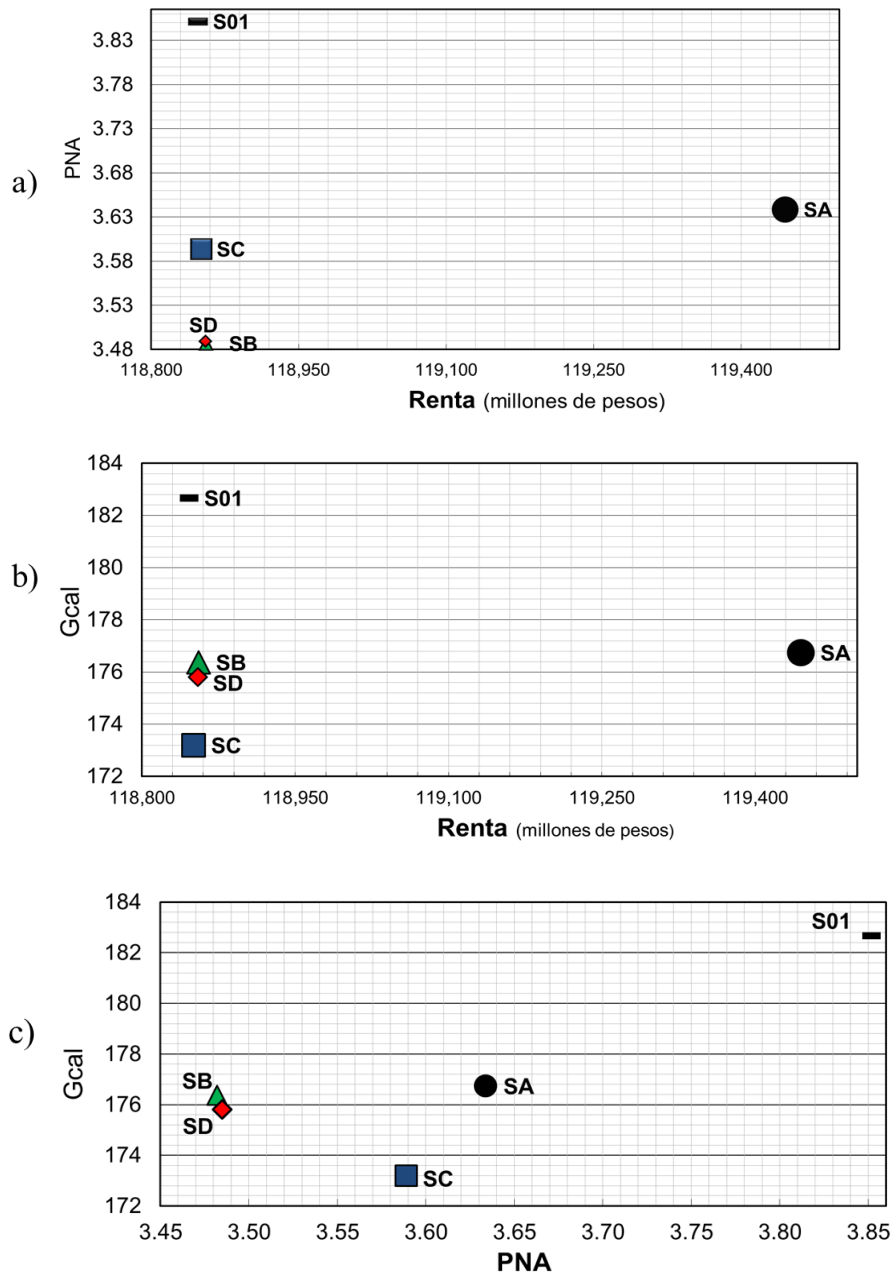 3.83
S01
3.78
3.73
PNA
3.68
a)
3.63
SA
SC
3.58
3.53
SD
SB
3.48
118,800 118,950 119,100 119,250 119,400
Renta (millones de pesos)
184
S01
182
180
b)
Gcal
178
SA
SB
176
SD
174
SC
172
118,800 118,950 119,100 119,250 119,400
Renta (millones de pesos)
184
S01
182
180
c)
Gcal
178
SB
SA
176
SD
174
SC
172
3.45 3.50 3.55 3.60 3.65 3.70 3.75 3.80 3.85
PNA